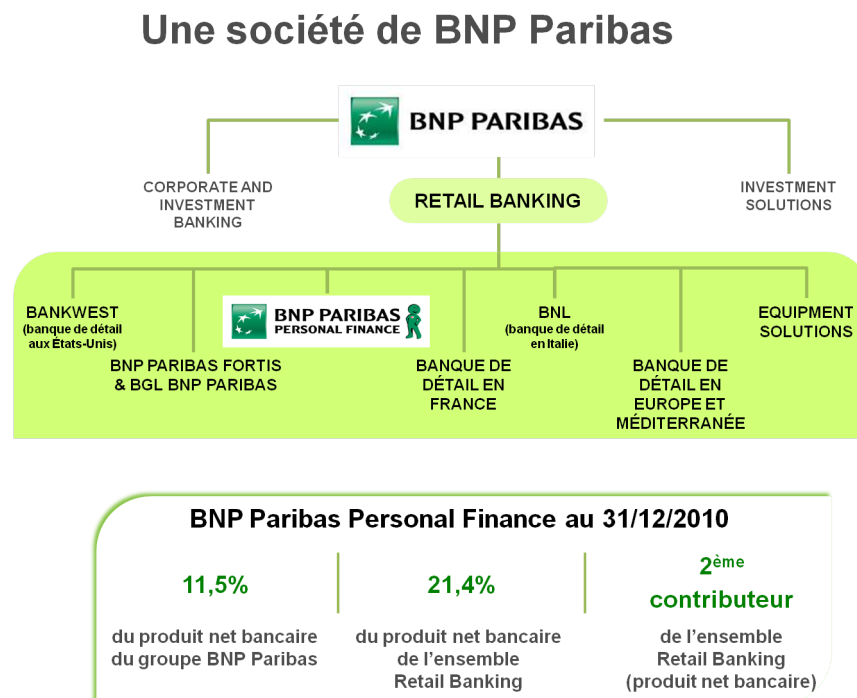 Une société de BNP Paribas
BNP PARIBAS
CORPORATE AND
INVESTMENT
BANKING
RETAIL BANKING
INVESTMENT
SOLUTIONS
BANKWEST
(banque de détail
aux États-Unis)
BNP PARIBAS FORTIS
& BGL BNP PARIBAS
BNP PARIBAS
PERSONAL FINANCE
BANQUE DE
DÉTAIL EN
FRANCE
BNL
(banque de détail
en Italie)
BANQUE DE
DÉTAIL EN
EUROPE ET
MÉDITERRANÉE
EQUIPMENT
SOLUTIONS
BNP Paribas Personal Finance au 31/12/2010
11,5%
du produit net bancaire
du groupe BNP Paribas
21,4%
du produit net bancaire
de l’ensemble
Retail Banking
2ème
contributeur
de l’ensemble
Retail Banking
(produit net bancaire)